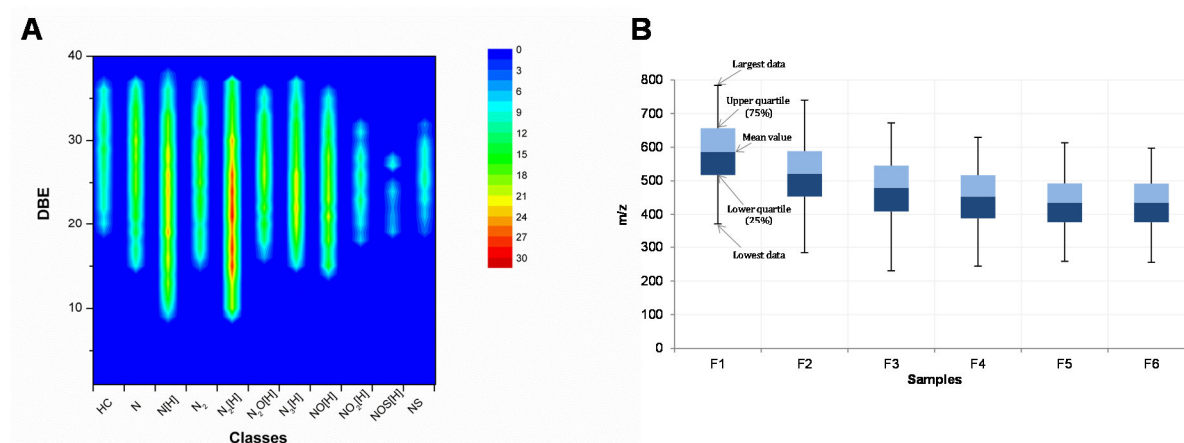 A
40
30
20
10
DBE
HC
N
N[H]
N₂
N₂[H]
N₂O[H]
N₃[H]
NO[H]
NO₂[H]
NOS[H]
NS
Classes
0
3
6
9
12
15
18
21
24
27
30
B
800
700
600
500
400
300
200
100
0
m/z
Largest data
Upper quartile
(75%)
Mean value
Lower quartile
(25%)
Lowest data
F1
F2
F3
F4
F5
F6
Samples